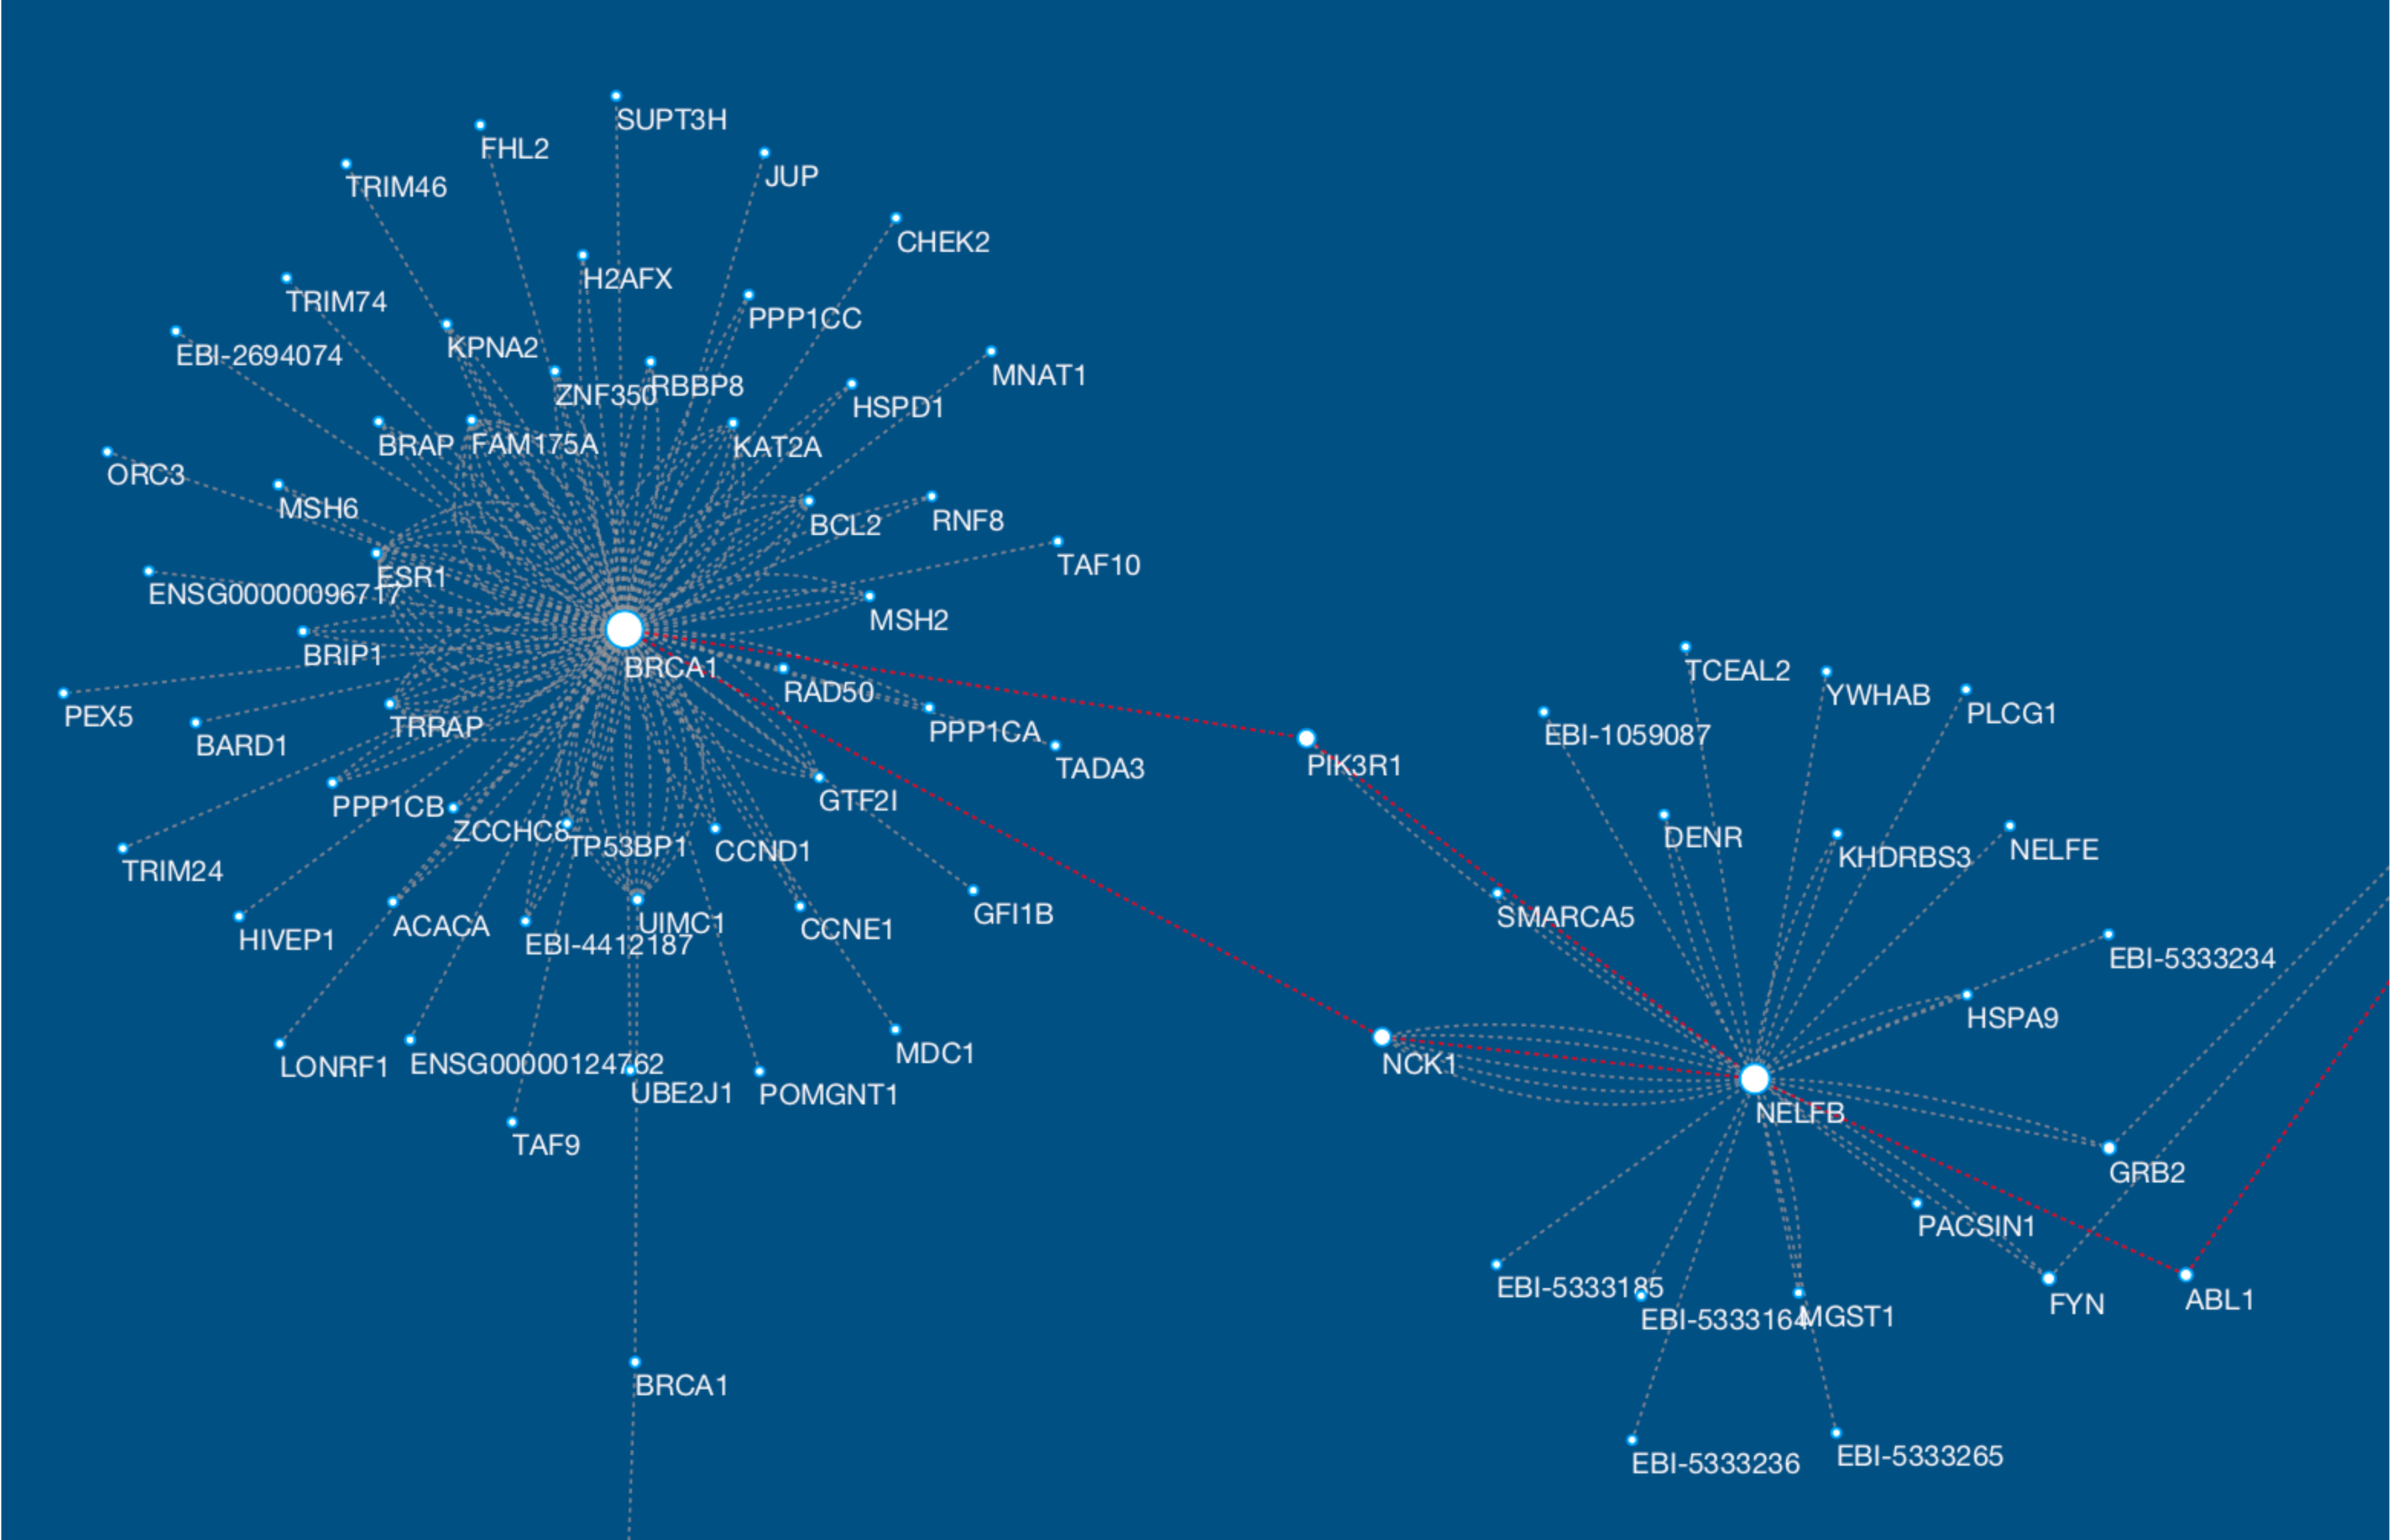 SUPT3H
FHL2
JUP
TRIM46
CHEK2
H2AFX
TRIM74
PPP1CC
KPNA2
EBI-2694074
MNAT1
RBBP8
ZNF350
HSPD1
BRAP
FAM175A
KAT2A
ORC3
MSH6
RNF8
BCL2
TAF10
ESR1
ENSG00000096717
MSH2
BRIP1
BRCA1
TCEAL2
RAD50
YWHAB
PLCG1
PEX5
TRRAP
PPP1CA
EBI-1059087
BARD1
PIK3R1
TADA3
GTF2I
PPP1CB
ZCCHC8
DENR
TP53BP1
CCND1
NELFE
KHDRBS3
TRIM24
GFI1B
SMARCA5
UIMC1
ACACA
CCNE1
HIVEP1
EBI-4412187
EBI-5333234
HSPA9
MDC1
NCK1
ENSG00000124762
LONRF1
UBE2J1
POMGNT1
NELFB
TAF9
GRB2
PACSIN1
EBI-5333185
ABL1
FYN
MGST1
EBI-5333164
BRCA1
EBI-5333265
EBI-5333236